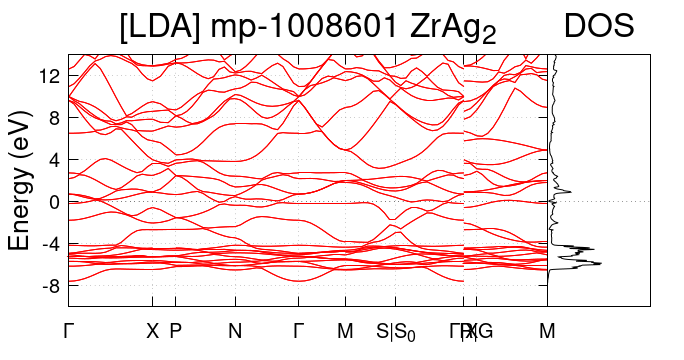 [LDA] mp-1008601 ZrAg₂ DOS
Energy (eV)
12
8
4
0
-4
-8
Γ X P N Γ M S|S₀ Γ|X G M